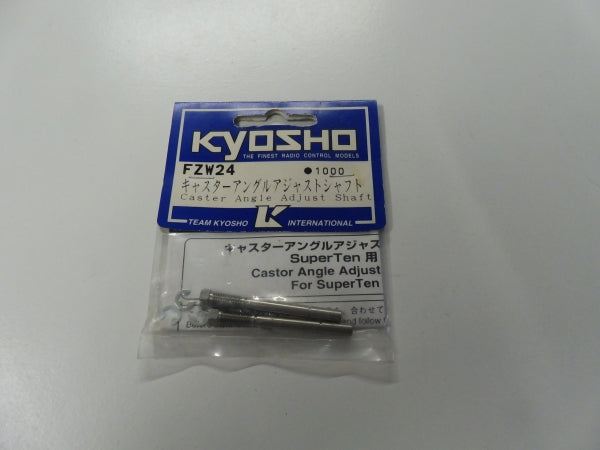 KYOSHO
THE FINEST RADIO CONTROL MODELS
FZW24 ●1000
キャスターアングルアジャストシャフト
Caster Angle Adjust Shaft
TEAM KYOSHO K INTERNATIONAL
キャスターアングルアジャス
SuperTen 用
Castor Angle Adjust
For SuperTen
、合わせて
Before and follow